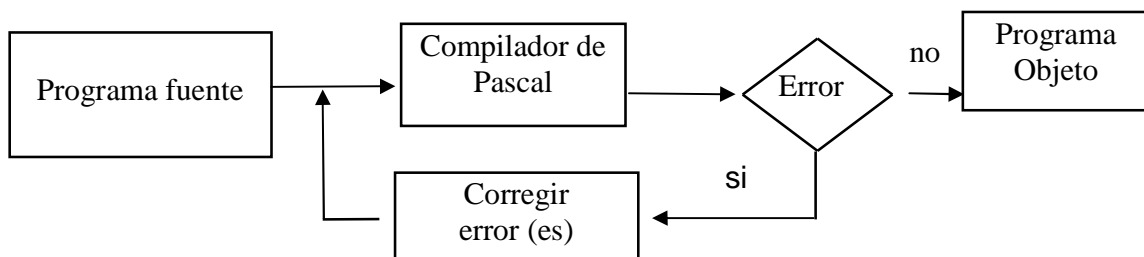 Programa fuente
Compilador de
Pascal
Error
no
Programa
Objeto
si
Corregir
error (es)